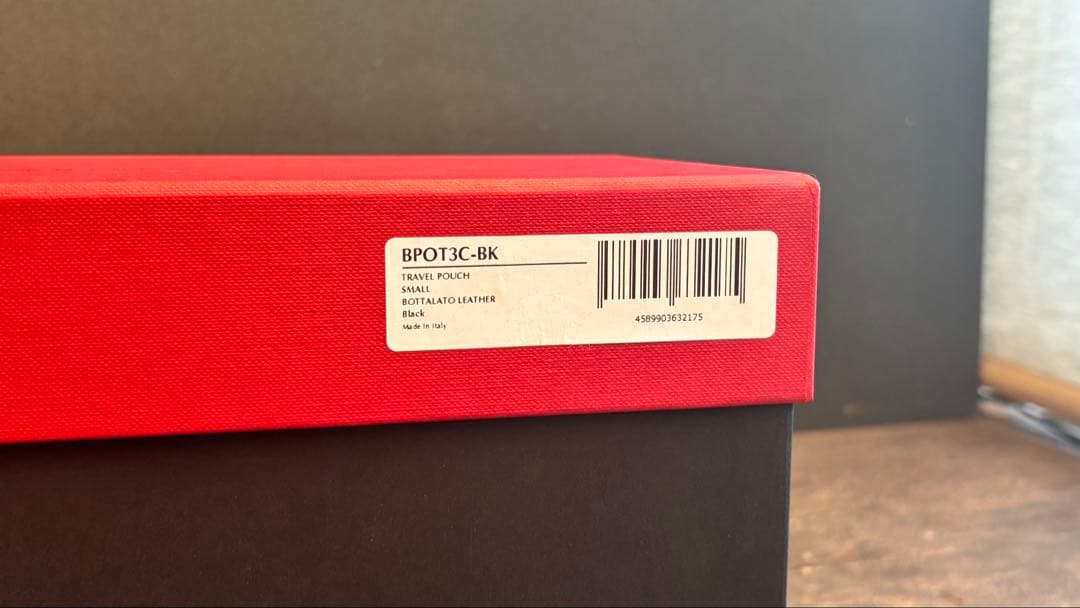 BPOT3C-BK
TRAVEL POUCH
SMALL
BOTTALATO LEATHER
Black
Made in Italy
4589903632175